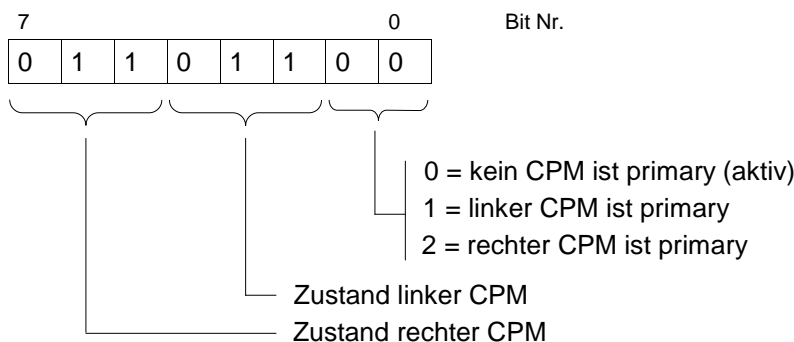 7 0 Bit Nr.
0 1 1 0 1 1 0 0
0 = kein CPM ist primary (aktiv)
1 = linker CPM ist primary
2 = rechter CPM ist primary
Zustand linker CPM
Zustand rechter CPM